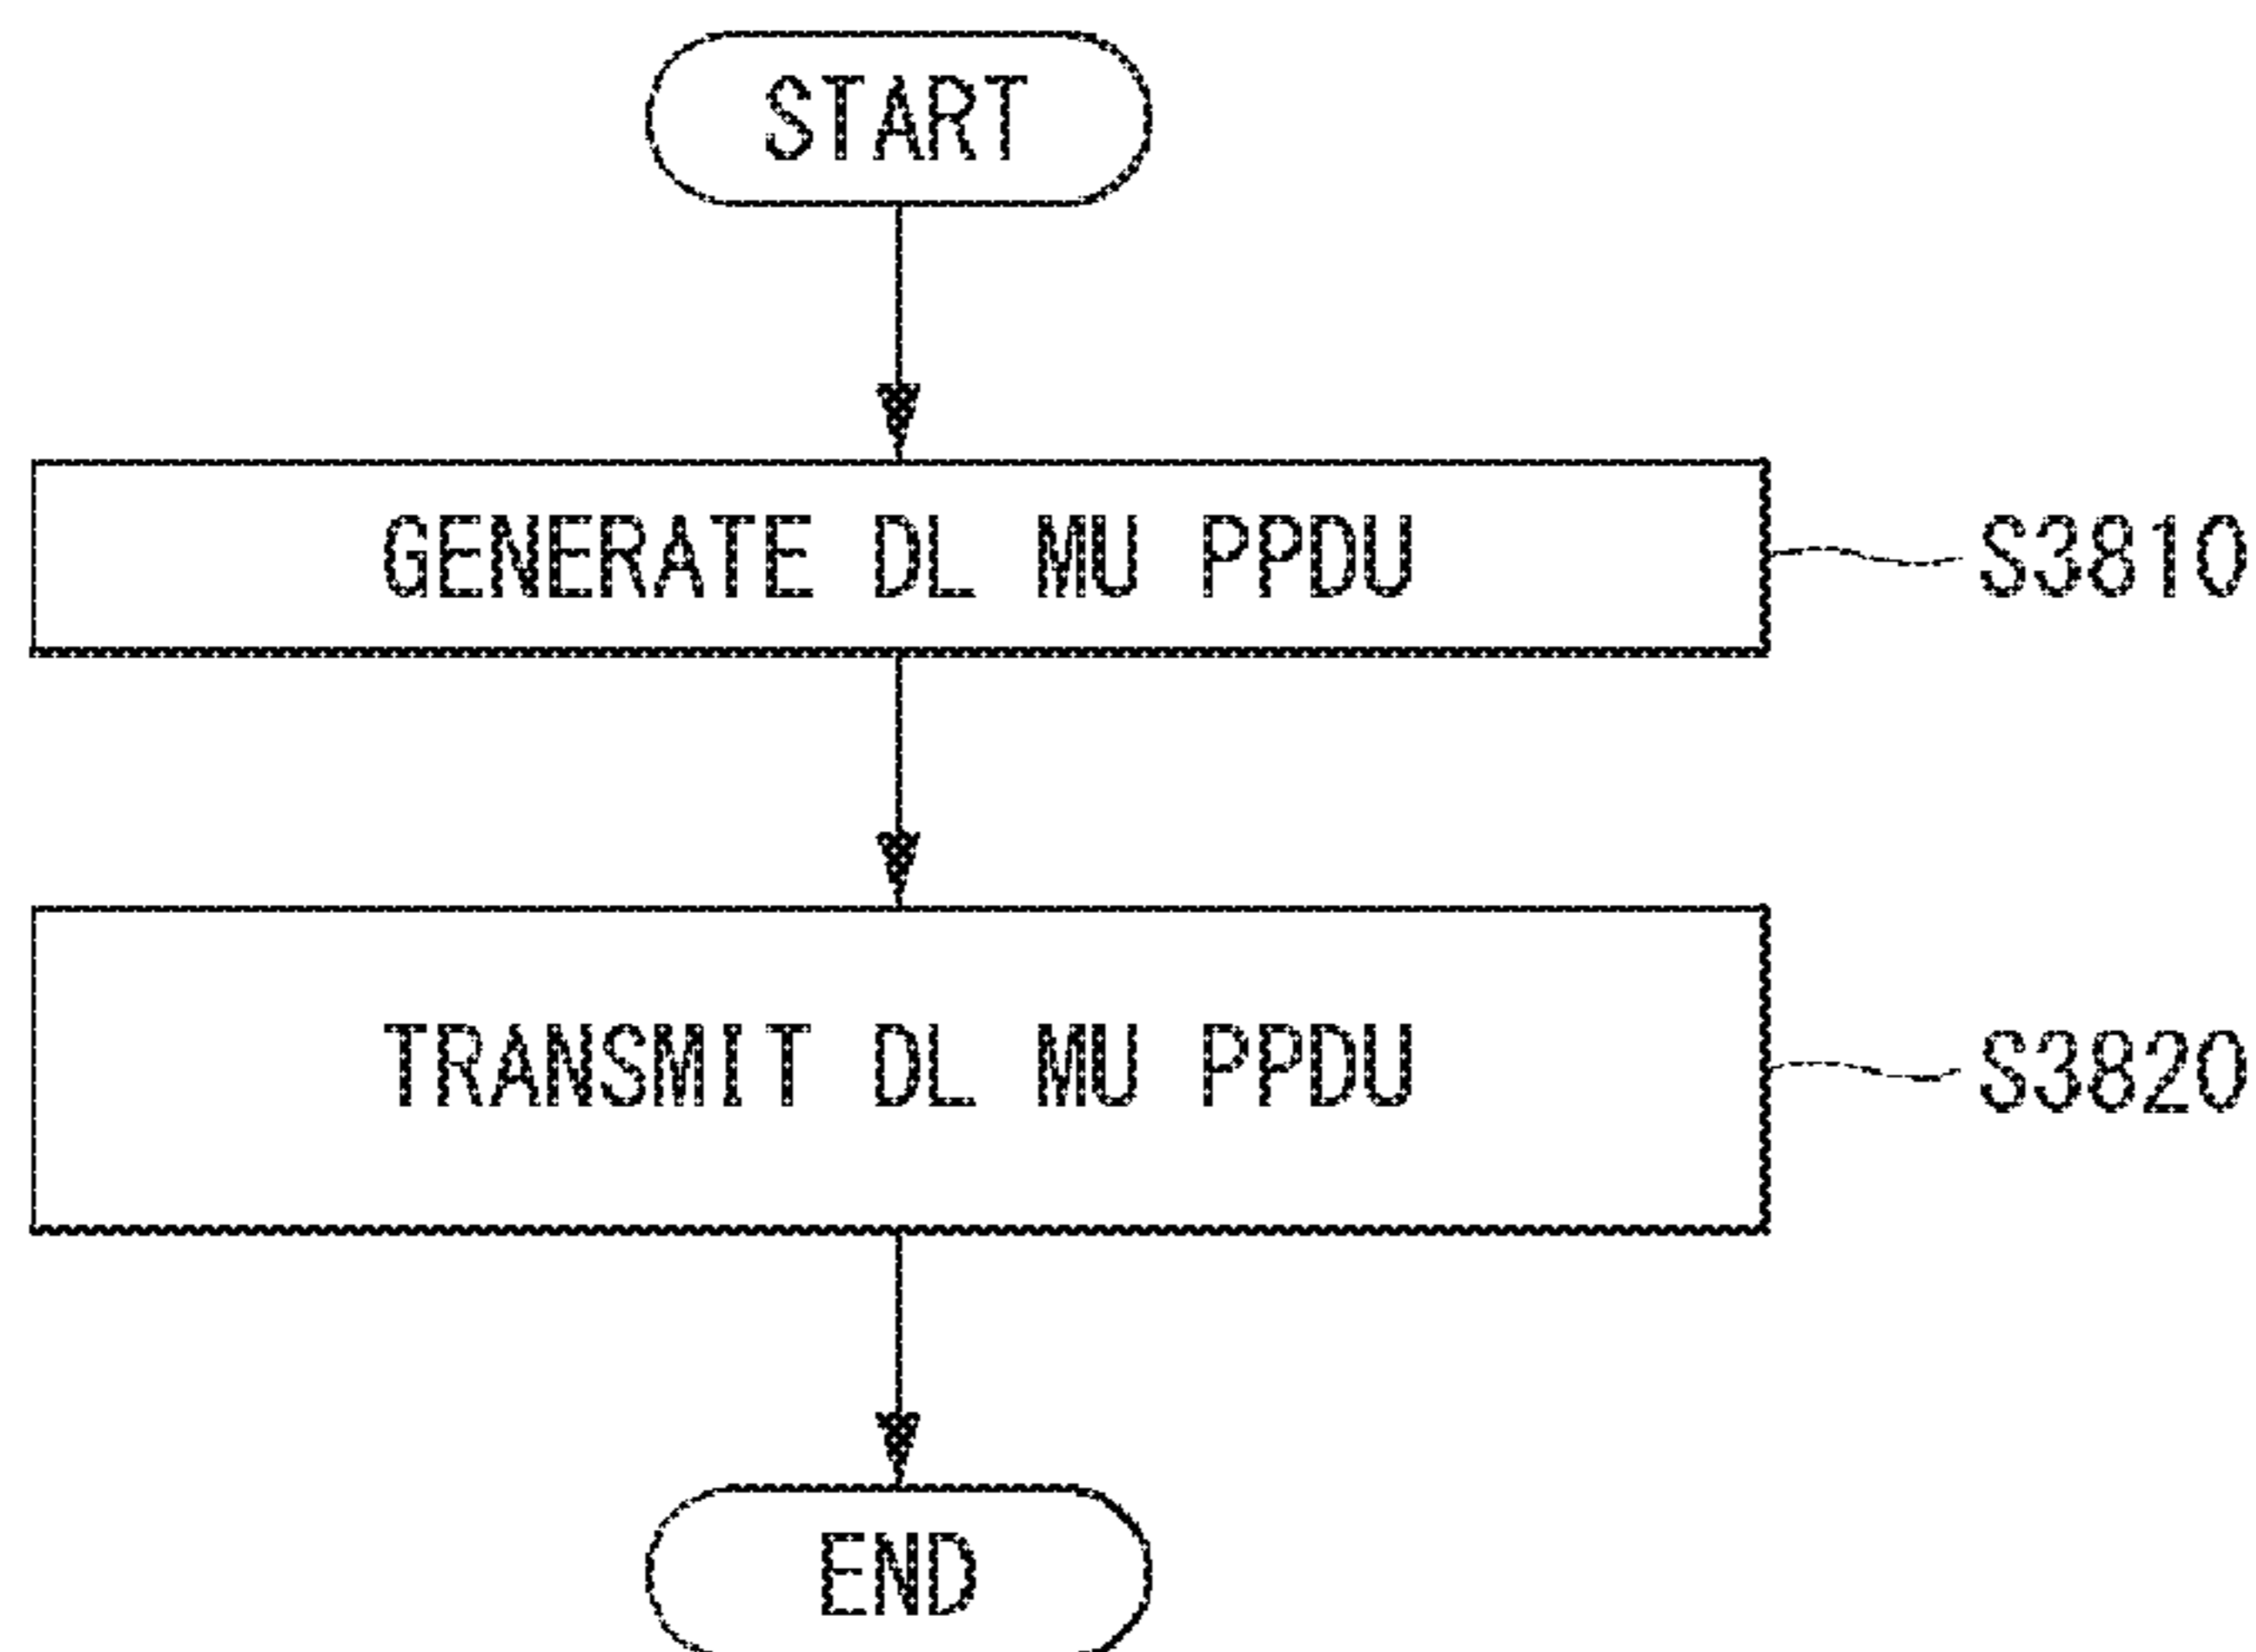 START
GENERATE DL MU PPDU
S3810
TRANSMIT DL MU PPDU
S3820
END